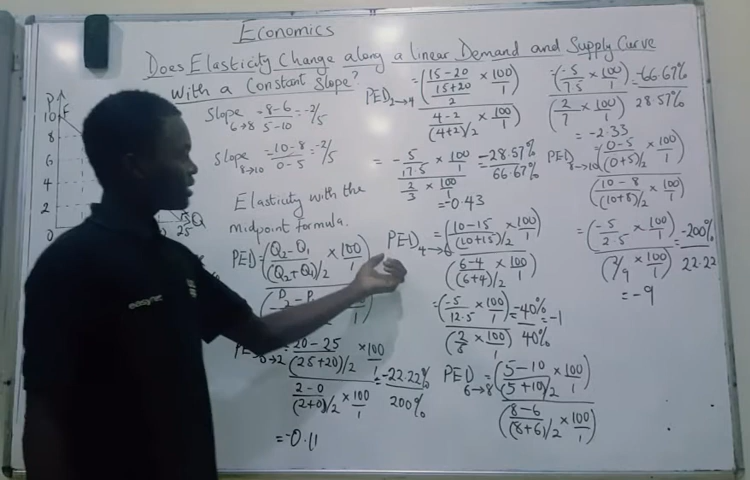 Economics
Does Elasticity Change along a linear Demand and Supply Curve
With a Constant Slope?
P
F
10
8
6
4
2
0
25 Q
Slope 6→8 = 8-6 / 5-10 = -2/5
Slope 8→10 = 10-8 / 0-5 = -2/5
Elasticity with the
midpoint formula.
PED = (Q2-Q1 / (Q2+Q1)/2 × 100/1)
PED 0→2 = 20-25 / (25+20)/2 × 100/1
2-0 / (2+0)/2 × 100/1
= -22.22% / 200%
= -0.11
PED 2→4 = (15-20 / 15+20 / 2 × 100/1)
4-2 / (4+2)/2 × 100/1
= -5 / 17.5 × 100/1
2/3 × 100/1
= -28.57% / 66.67%
= -0.43
PED 4→6 = (10-15 / (10+15)/2 × 100/1)
(6-4 / (6+4)/2 × 100/1)
= (-5 / 12.5 × 100/1)
= -40% / 40% = -1
PED 6→8 = (5-10 / (5+10)/2 × 100/1)
(8-6 / (8+6)/2 × 100/1)
= (-5 / 7.5 × 100/1)
(2/7 × 100/1)
= -66.67% / 28.57%
= -2.33
PED 8→10 = (0-5 / (0+5)/2 × 100/1)
(10-8 / (10+8)/2 × 100/1)
= (-5 / 2.5 × 100/1)
(2/9 × 100/1)
= -200% / 22.22
= -9